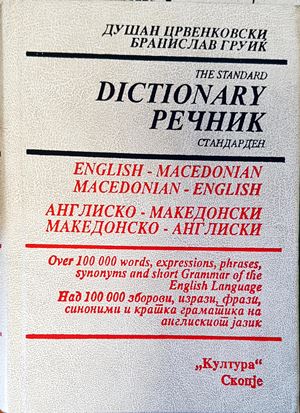 ДУШАН ЦРВЕНКОВСКИ
БРАНИСЛАВ ГРУИК
THE STANDARD
DICTIONARY
РЕЧНИК
СТАНДАРДЕН
ENGLISH - MACEDONIAN
MACEDONIAN - ENGLISH
АНГЛИСКО - МАКЕДОНСКИ
МАКЕДОНСКО - АНГЛИСКИ
Over 100 000 words, expressions, phrases,
synonyms and short Grammar of the
English Language
Над 100 000 зборови, изрази, фрази,
синоними и кратка граматика на
англискиот јазик
„Култура“
Скопје